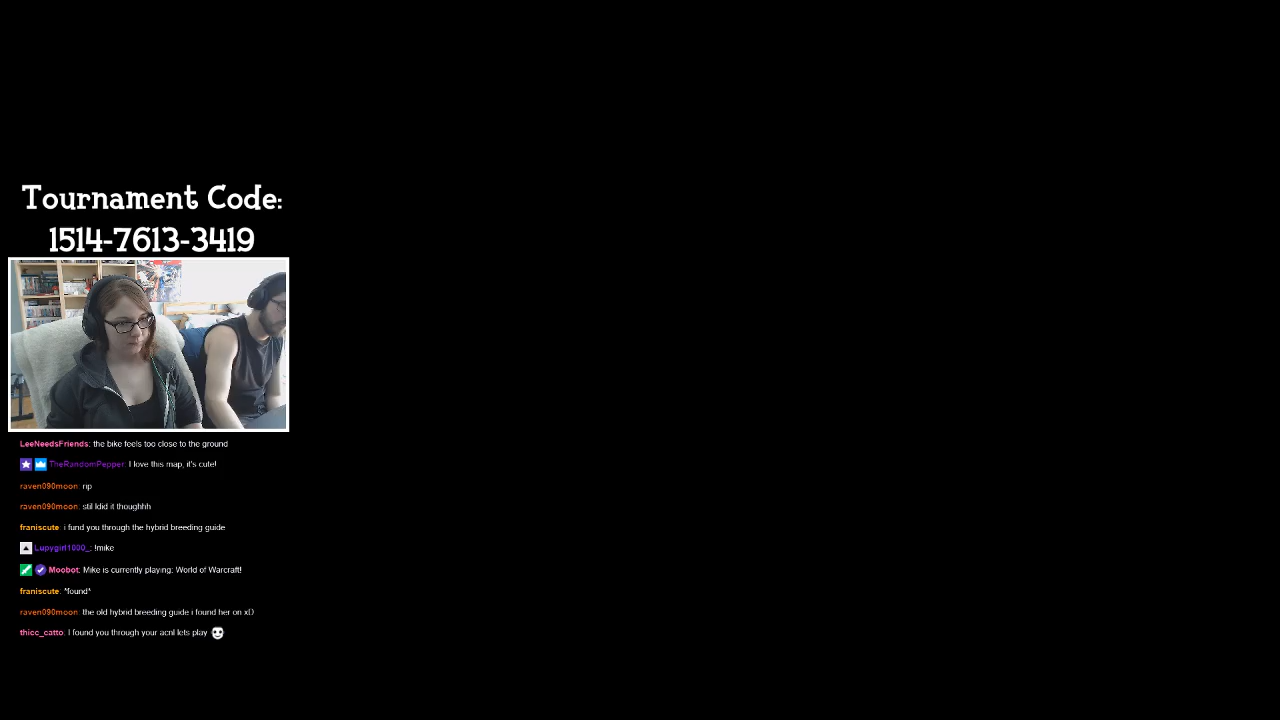 Tournament Code:
1514-7613-3419
LeeNeedsFriends: the bike feels too close to the ground
TheRandomPepper: I love this map, it's cute!
raven090moon: rip
raven090moon: stil ldid it thoughhh
franiscute: i fund you through the hybrid breeding guide
Lupygirl1000_: !mike
Moobot: Mike is currently playing: World of Warcraft!
franiscute: *found*
raven090moon: the old hybrid breeding guide i found her on xD
thicc_catto: I found you through your acnl lets play